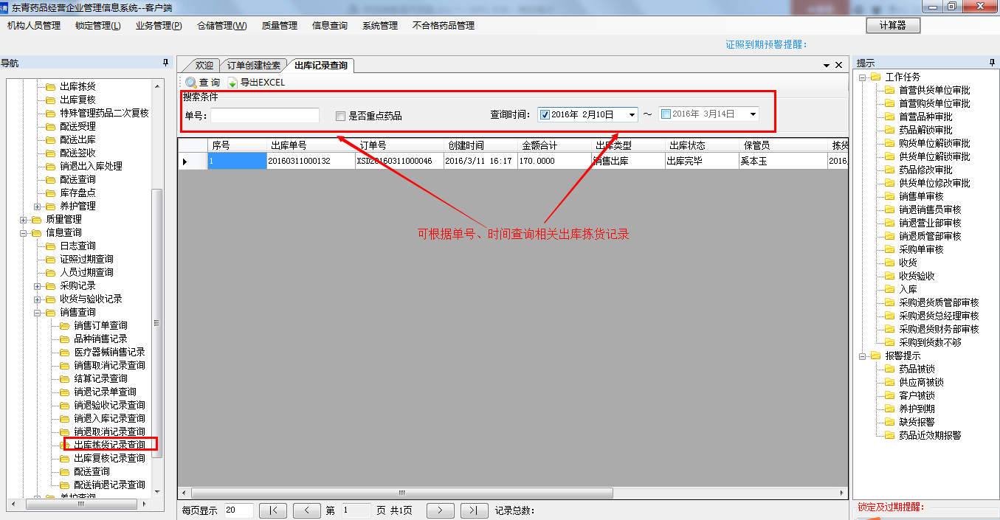 东青药品经营企业管理信息系统--客户端
机构人员管理 锁定管理(L) 业务管理(P) 仓储管理(W) 质量管理 信息查询 系统管理 不合格药品管理 计算器
证照到期预警提醒：
导航
出库拣货
出库复核
特殊管理药品二次复核
配送受理
配送出库
配送签收
销退出入库处理
配送查询
库存盘点
养护管理
质量管理
信息查询
日志查询
证照过期查询
人员过期查询
采购记录
收货与验收记录
销售查询
销售订单查询
品种销售记录
医疗器械销售记录
销售取消记录查询
结算记录查询
销退记录单查询
销退验收记录查询
销退入库记录查询
销退取消记录查询
出库拣货记录查询
出库复核记录查询
配送查询
配送销退记录查询
养护查询
欢迎 订单创建检索 出库记录查询
查 询 导出EXCEL
搜索条件
单号： 是否重点药品 查询时间： 2016年 2月10日 ～ 2016年 3月14日
序号 出库单号 订单号 创建时间 金额合计 出库类型 出库状态 保管员 拣货
1 20160311000132 XSD20160311000046 2016/3/11 16:17 170.0000 销售出库 出库完毕 奚本玉 2016
可根据单号、时间查询相关出库拣货记录
每页显示 20 |< < 第 1 页 共1页 > >| 记录总数：
提示
工作任务
首营供货单位审批
首营购货单位审批
首营品种审批
药品解锁审批
购货单位解锁审批
供货单位解锁审批
药品修改审批
供货单位修改审批
销售单审核
销退销售员审核
销退营业部审核
销退质管部审核
采购单审核
收货
收货验收
入库
采购退货质管部审核
采购退货总经理审核
采购退货财务部审核
采购到货数不够
报警提示
药品被锁
供应商被锁
客户被锁
养护到期
缺货报警
药品近效期报警
锁定及过期提醒：